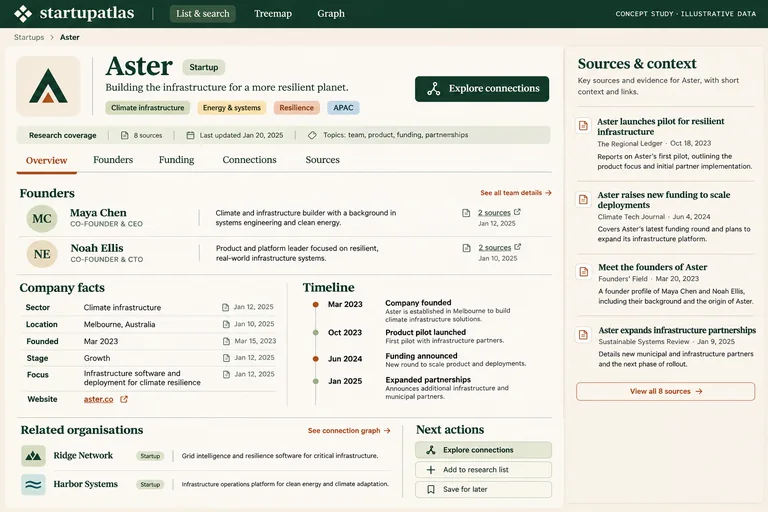 startupatlas
List & search
Treemap
Graph
CONCEPT STUDY · ILLUSTRATIVE DATA
Startups > Aster
Aster
Startup
Building the infrastructure for a more resilient planet.
Climate infrastructure
Energy & systems
Resilience
APAC
Explore connections
Research coverage
8 sources
Last updated Jan 20, 2025
Topics: team, product, funding, partnerships
Overview
Founders
Funding
Connections
Sources
Founders
See all team details →
MC
Maya Chen
CO-FOUNDER & CEO
Climate and infrastructure builder with a background in
systems engineering and clean energy.
2 sources
Jan 12, 2025
NE
Noah Ellis
CO-FOUNDER & CTO
Product and platform leader focused on resilient,
real-world infrastructure systems.
2 sources
Jan 10, 2025
Company facts
Sector
Climate infrastructure
Jan 12, 2025
Location
Melbourne, Australia
Jan 10, 2025
Founded
Mar 2023
Mar 15, 2023
Stage
Growth
Jan 12, 2025
Focus
Infrastructure software and
deployment for climate resilience
Jan 12, 2025
Website
aster.co
Timeline
Mar 2023
Company founded
Aster is established in Melbourne to build
climate infrastructure solutions.
Oct 2023
Product pilot launched
First pilot with infrastructure partners.
Jun 2024
Funding announced
New round to scale product and deployments.
Jan 2025
Expanded partnerships
Announces additional infrastructure and
municipal partners.
Related organisations
See connection graph →
Ridge Network
Startup
Grid intelligence and resilience software for critical infrastructure.
Harbor Systems
Startup
Infrastructure operations platform for clean energy and climate adaptation.
Next actions
Explore connections
Add to research list
Save for later
Sources & context
Key sources and evidence for Aster, with short
context and links.
Aster launches pilot for resilient
infrastructure
The Regional Ledger · Oct 18, 2023
Reports on Aster's first pilot, outlining the
product focus and initial partner implementation.
Aster raises new funding to scale
deployments
Climate Tech Journal · Jun 4, 2024
Covers Aster's latest funding round and plans to
expand its infrastructure platform.
Meet the founders of Aster
Founders' Field · Mar 20, 2023
A founder profile of Maya Chen and Noah Ellis,
including their background and the origin of Aster.
Aster expands infrastructure partnerships
Sustainable Systems Review · Jan 9, 2025
Details new municipal and infrastructure partners
and the next phase of rollout.
View all 8 sources →